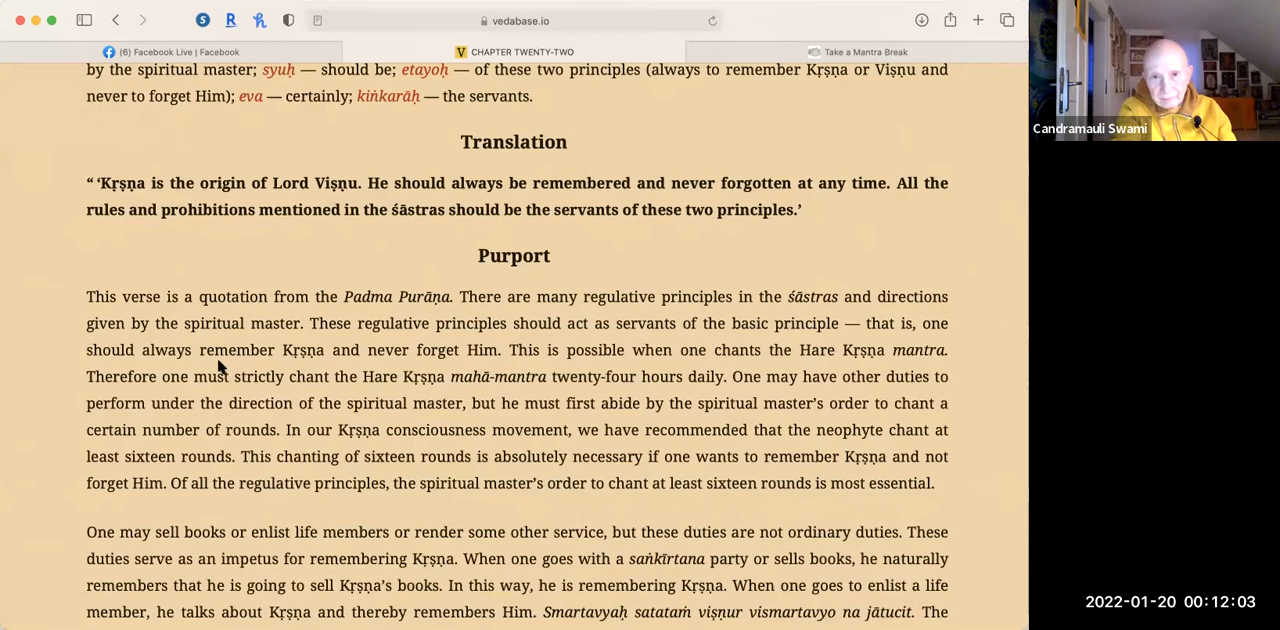 vedabase.io
(6) Facebook Live | Facebook
CHAPTER TWENTY-TWO
Take a Mantra Break
by the spiritual master; syuḥ — should be; etayoḥ — of these two principles (always to remember Kṛṣṇa or Viṣṇu and
never to forget Him); eva — certainly; kiṅkarāḥ — the servants.
Translation
“ ‘Kṛṣṇa is the origin of Lord Viṣṇu. He should always be remembered and never forgotten at any time. All the
rules and prohibitions mentioned in the śāstras should be the servants of these two principles.’
Purport
This verse is a quotation from the Padma Purāṇa. There are many regulative principles in the śāstras and directions
given by the spiritual master. These regulative principles should act as servants of the basic principle — that is, one
should always remember Kṛṣṇa and never forget Him. This is possible when one chants the Hare Kṛṣṇa mantra.
Therefore one must strictly chant the Hare Kṛṣṇa mahā-mantra twenty-four hours daily. One may have other duties to
perform under the direction of the spiritual master, but he must first abide by the spiritual master’s order to chant a
certain number of rounds. In our Kṛṣṇa consciousness movement, we have recommended that the neophyte chant at
least sixteen rounds. This chanting of sixteen rounds is absolutely necessary if one wants to remember Kṛṣṇa and not
forget Him. Of all the regulative principles, the spiritual master’s order to chant at least sixteen rounds is most essential.
One may sell books or enlist life members or render some other service, but these duties are not ordinary duties. These
duties serve as an impetus for remembering Kṛṣṇa. When one goes with a saṅkīrtana party or sells books, he naturally
remembers that he is going to sell Kṛṣṇa’s books. In this way, he is remembering Kṛṣṇa. When one goes to enlist a life
member, he talks about Kṛṣṇa and thereby remembers Him. Smartavyaḥ satataṁ viṣṇur vismartavyo na jātucit. The
Candramauli Swami
2022-01-20 00:12:03